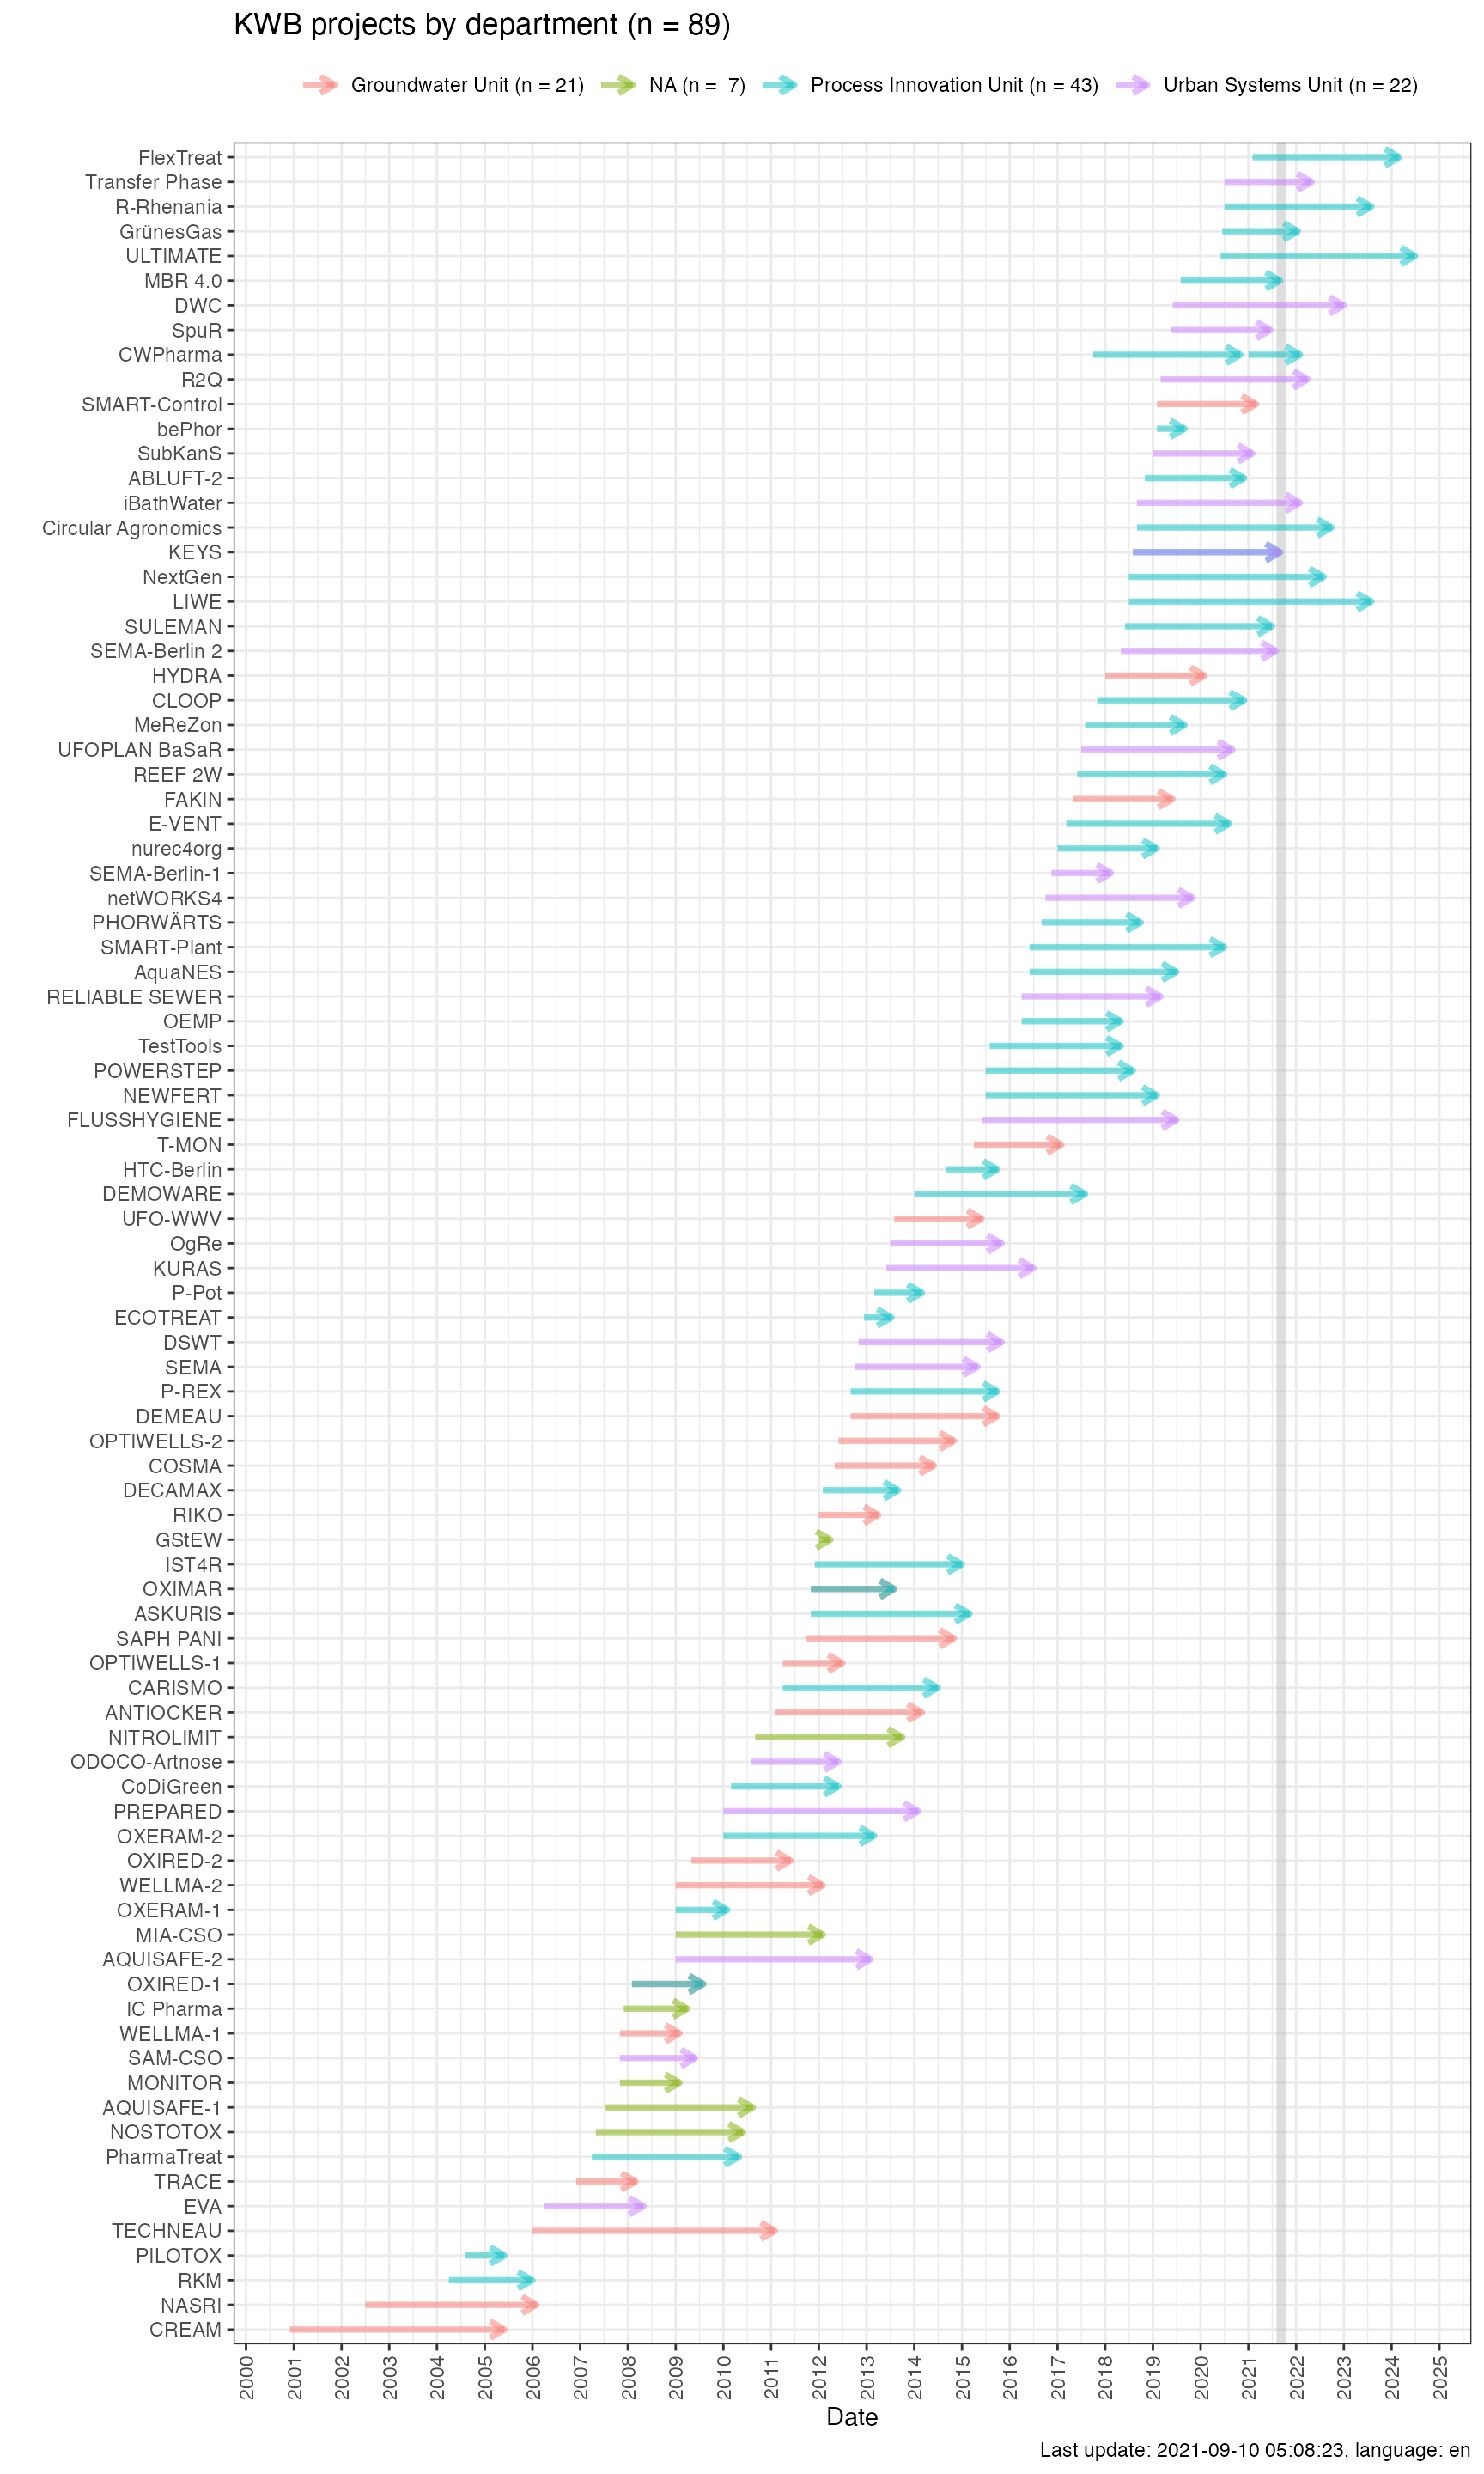 KWB projects by department (n = 89)
Groundwater Unit (n = 21) NA (n =  7) Process Innovation Unit (n = 43) Urban Systems Unit (n = 22)
FlexTreat
Transfer Phase
R-Rhenania
GrünesGas
ULTIMATE
MBR 4.0
DWC
SpuR
CWPharma
R2Q
SMART-Control
bePhor
SubKanS
ABLUFT-2
iBathWater
Circular Agronomics
KEYS
NextGen
LIWE
SULEMAN
SEMA-Berlin 2
HYDRA
CLOOP
MeReZon
UFOPLAN BaSaR
REEF 2W
FAKIN
E-VENT
nurec4org
SEMA-Berlin-1
netWORKS4
PHORWÄRTS
SMART-Plant
AquaNES
RELIABLE SEWER
OEMP
TestTools
POWERSTEP
NEWFERT
FLUSSHYGIENE
T-MON
HTC-Berlin
DEMOWARE
UFO-WWV
OgRe
KURAS
P-Pot
ECOTREAT
DSWT
SEMA
P-REX
DEMEAU
OPTIWELLS-2
COSMA
DECAMAX
RIKO
GStEW
IST4R
OXIMAR
ASKURIS
SAPH PANI
OPTIWELLS-1
CARISMO
ANTIOCKER
NITROLIMIT
ODOCO-Artnose
CoDiGreen
PREPARED
OXERAM-2
OXIRED-2
WELLMA-2
OXERAM-1
MIA-CSO
AQUISAFE-2
OXIRED-1
IC Pharma
WELLMA-1
SAM-CSO
MONITOR
AQUISAFE-1
NOSTOTOX
PharmaTreat
TRACE
EVA
TECHNEAU
PILOTOX
RKM
NASRI
CREAM
2000 2001 2002 2003 2004 2005 2006 2007 2008 2009 2010 2011 2012 2013 2014 2015 2016 2017 2018 2019 2020 2021 2022 2023 2024 2025
Date
Last update: 2021-09-10 05:08:23, language: en